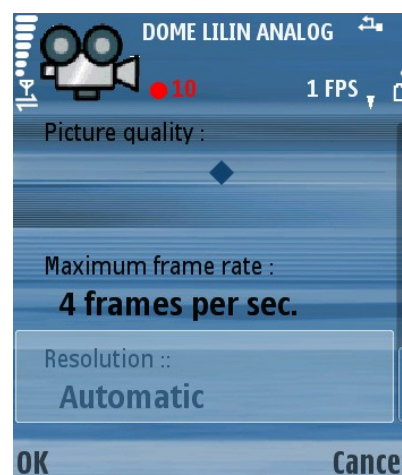 DOME LILIN ANALOG
10
1 FPS
Picture quality :
Maximum frame rate :
4 frames per sec.
Resolution ::
Automatic
OK
Cance